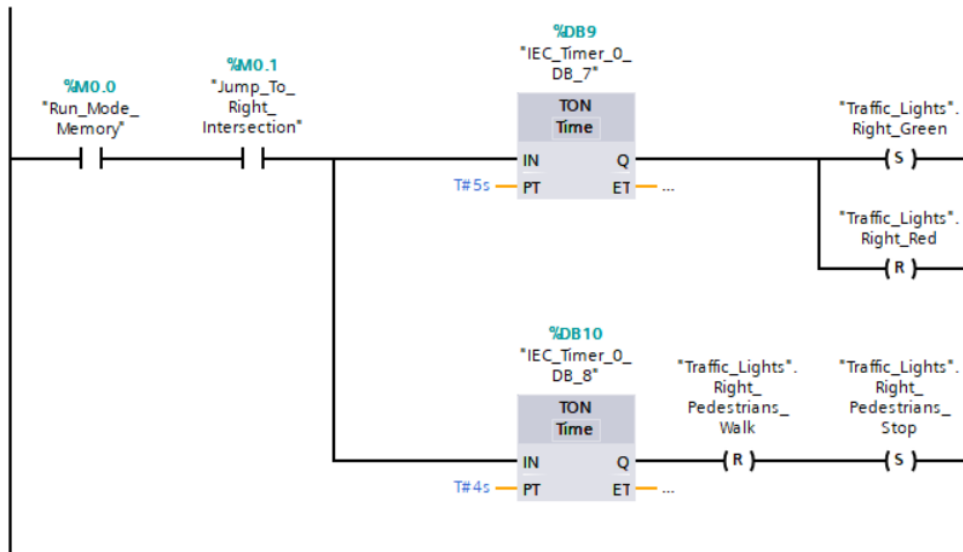 %DB9
"IEC_Timer_0_
DB_7"
%M0.0
"Run_Mode_
Memory"
%M0.1
"Jump_To_
Right_
Intersection"
TON
Time
IN
Q
T#5s
PT
ET
...
"Traffic_Lights".
Right_Green
S
"Traffic_Lights".
Right_Red
R
%DB10
"IEC_Timer_0_
DB_8"
TON
Time
IN
Q
T#4s
PT
ET
...
"Traffic_Lights".
Right_
Pedestrians_
Walk
R
"Traffic_Lights".
Right_
Pedestrians_
Stop
S